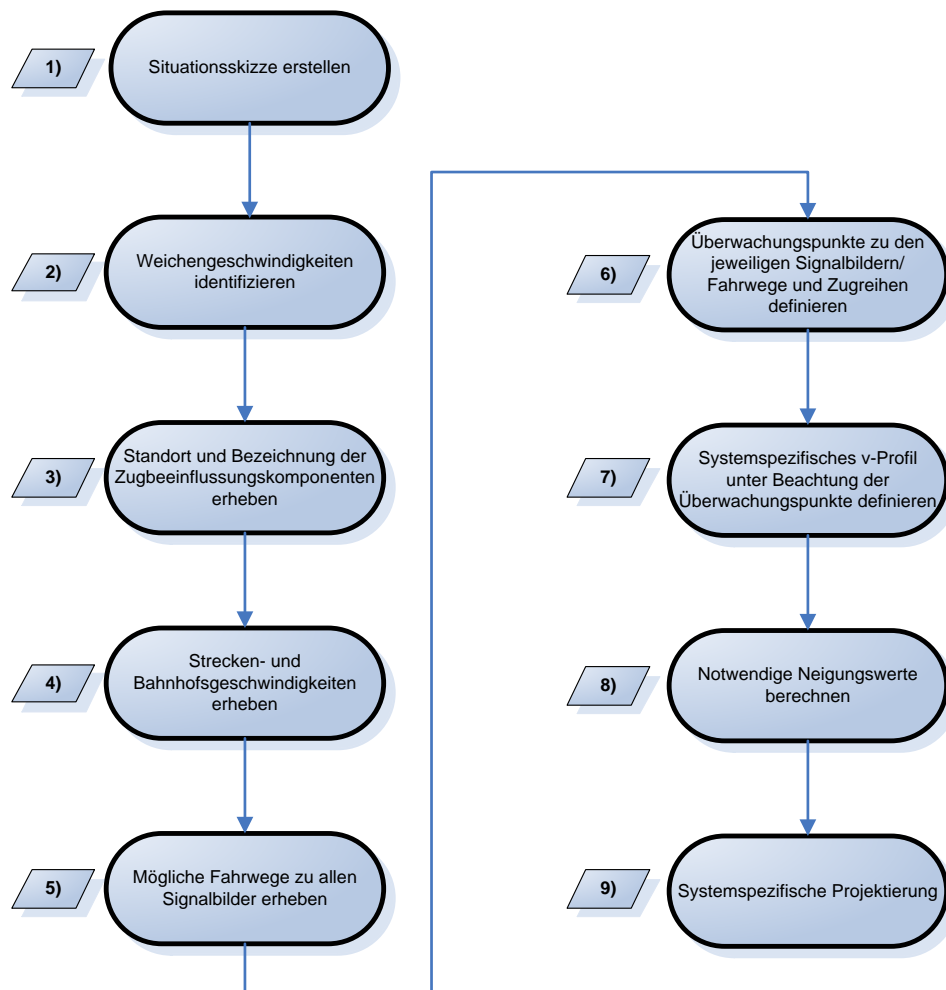 1)
Situationsskizze erstellen
2)
Weichengeschwindigkeiten
identifizieren
3)
Standort und Bezeichnung der
Zugbeeinflussungskomponenten
erheben
4)
Strecken- und
Bahnhofsgeschwindigkeiten
erheben
5)
Mögliche Fahrwege zu allen
Signalbilder erheben
6)
Überwachungspunkte zu den
jeweiligen Signalbildern/
Fahrwege und Zugreihen
definieren
7)
Systemspezifisches v-Profil
unter Beachtung der
Überwachungspunkte definieren
8)
Notwendige Neigungswerte
berechnen
9)
Systemspezifische Projektierung